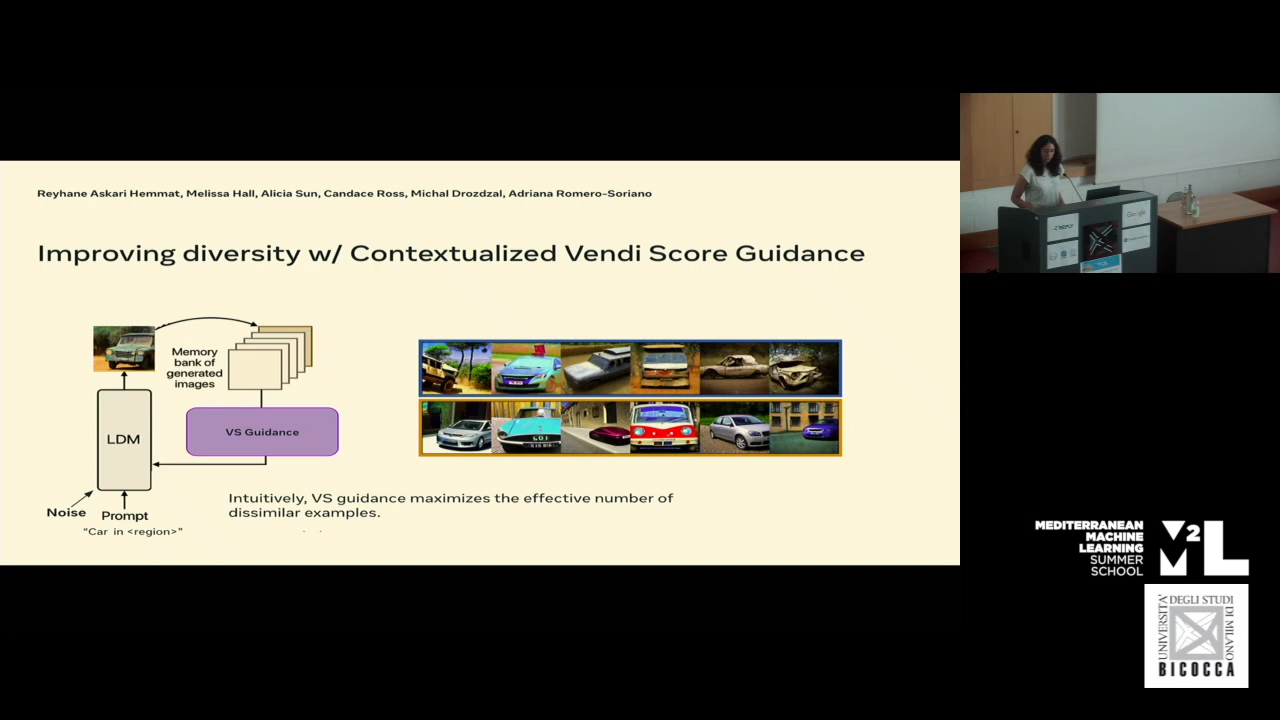 Reyhane Askari Hemmat, Melissa Hall, Alicia Sun, Candace Ross, Michal Drozdzal, Adriana Romero-Soriano
Improving diversity w/ Contextualized Vendi Score Guidance
Memory
bank of
generated
images
LDM
VS Guidance
Noise
Prompt
"Car in <region>"
Intuitively, VS guidance maximizes the effective number of
dissimilar examples.
Google
MEDITERRANEAN
MACHINE
LEARNING
SUMMER
SCHOOL
M2L
UNIVERSITA'
DEGLI STUDI
DI MILANO
BICOCCA